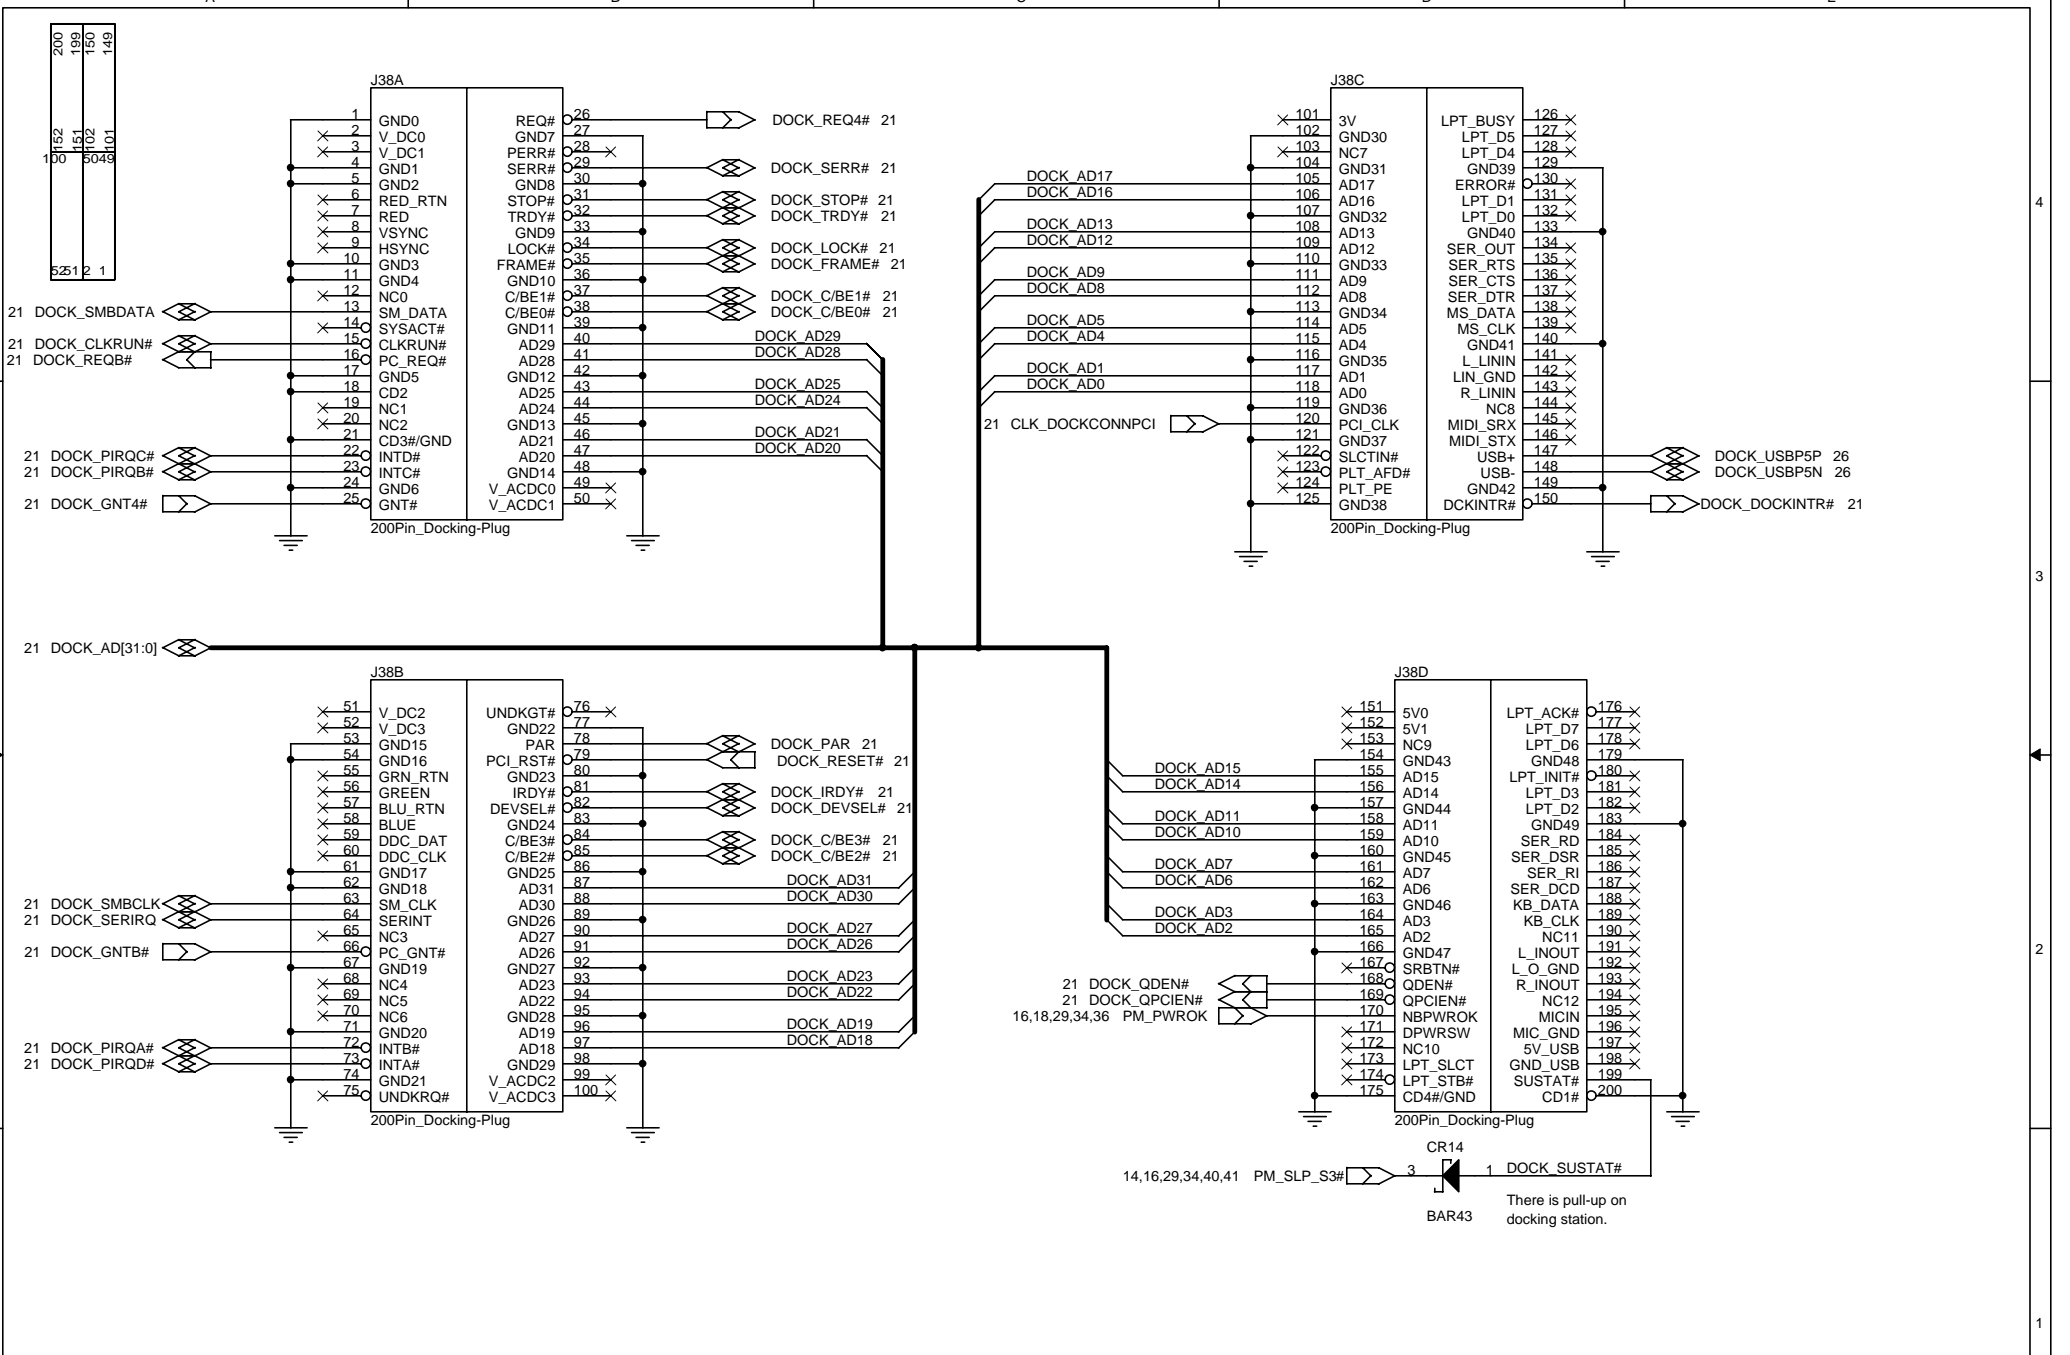 200 199 150 149
152 151 102 101
100 50 49
52 51 2 1
J38A
1 GND0
2 V_DC0
3 V_DC1
4 GND1
5 GND2
6 RED_RTN
7 RED
8 VSYNC
9 HSYNC
10 GND3
11 GND4
12 NC0
21 DOCK_SMBDATA 13 SM_DATA
14 SYSACT#
21 DOCK_CLKRUN# 15 CLKRUN#
21 DOCK_REQB# 16 PC_REQ#
17 GND5
18 CD2
19 NC1
20 NC2
21 CD3#/GND
21 DOCK_PIRQC# 22 INTD#
21 DOCK_PIRQB# 23 INTC#
24 GND6
21 DOCK_GNT4# 25 GNT#
REQ# 26 DOCK_REQ4# 21
GND7 27
PERR# 28
SERR# 29 DOCK_SERR# 21
GND8 30
STOP# 31 DOCK_STOP# 21
TRDY# 32 DOCK_TRDY# 21
GND9 33
LOCK# 34 DOCK_LOCK# 21
FRAME# 35 DOCK_FRAME# 21
GND10 36
C/BE1# 37 DOCK_C/BE1# 21
C/BE0# 38 DOCK_C/BE0# 21
GND11 39
AD29 40 DOCK_AD29
AD28 41 DOCK_AD28
GND12 42
AD25 43 DOCK_AD25
AD24 44 DOCK_AD24
GND13 45
AD21 46 DOCK_AD21
AD20 47 DOCK_AD20
GND14 48
V_ACDC0 49
V_ACDC1 50
200Pin_Docking-Plug
J38C
101 3V
102 GND30
103 NC7
104 GND31
DOCK_AD17 105 AD17
DOCK_AD16 106 AD16
107 GND32
DOCK_AD13 108 AD13
DOCK_AD12 109 AD12
110 GND33
DOCK_AD9 111 AD9
DOCK_AD8 112 AD8
113 GND34
DOCK_AD5 114 AD5
DOCK_AD4 115 AD4
116 GND35
DOCK_AD1 117 AD1
DOCK_AD0 118 AD0
119 GND36
21 CLK_DOCKCONNPCI 120 PCI_CLK
121 GND37
122 SLCTIN#
123 PLT_AFD#
124 PLT_PE
125 GND38
LPT_BUSY 126
LPT_D5 127
LPT_D4 128
GND39 129
ERROR# 130
LPT_D1 131
LPT_D0 132
GND40 133
SER_OUT 134
SER_RTS 135
SER_CTS 136
SER_DTR 137
MS_DATA 138
MS_CLK 139
GND41 140
L_LININ 141
LIN_GND 142
R_LININ 143
NC8 144
MIDI_SRX 145
MIDI_STX 146
USB+ 147 DOCK_USBP5P 26
USB- 148 DOCK_USBP5N 26
GND42 149
DCKINTR# 150 DOCK_DOCKINTR# 21
200Pin_Docking-Plug
21 DOCK_AD[31:0]
J38B
51 V_DC2
52 V_DC3
53 GND15
54 GND16
55 GRN_RTN
56 GREEN
57 BLU_RTN
58 BLUE
59 DDC_DAT
60 DDC_CLK
61 GND17
62 GND18
21 DOCK_SMBCLK 63 SM_CLK
21 DOCK_SERIRQ 64 SERINT
65 NC3
21 DOCK_GNTB# 66 PC_GNT#
67 GND19
68 NC4
69 NC5
70 NC6
71 GND20
21 DOCK_PIRQA# 72 INTB#
21 DOCK_PIRQD# 73 INTA#
74 GND21
75 UNDKRQ#
UNDKGT# 76
GND22 77
PAR 78 DOCK_PAR 21
PCI_RST# 79 DOCK_RESET# 21
GND23 80
IRDY# 81 DOCK_IRDY# 21
DEVSEL# 82 DOCK_DEVSEL# 21
GND24 83
C/BE3# 84 DOCK_C/BE3# 21
C/BE2# 85 DOCK_C/BE2# 21
GND25 86
AD31 87 DOCK_AD31
AD30 88 DOCK_AD30
GND26 89
AD27 90 DOCK_AD27
AD26 91 DOCK_AD26
GND27 92
AD23 93 DOCK_AD23
AD22 94 DOCK_AD22
GND28 95
AD19 96 DOCK_AD19
AD18 97 DOCK_AD18
GND29 98
V_ACDC2 99
V_ACDC3 100
200Pin_Docking-Plug
J38D
151 5V0
152 5V1
153 NC9
154 GND43
DOCK_AD15 155 AD15
DOCK_AD14 156 AD14
157 GND44
DOCK_AD11 158 AD11
DOCK_AD10 159 AD10
160 GND45
DOCK_AD7 161 AD7
DOCK_AD6 162 AD6
163 GND46
DOCK_AD3 164 AD3
DOCK_AD2 165 AD2
166 GND47
167 SRBTN#
21 DOCK_QDEN# 168 QDEN#
21 DOCK_QPCIEN# 169 QPCIEN#
16,18,29,34,36 PM_PWROK 170 NBPWROK
171 DPWRSW
172 NC10
173 LPT_SLCT
174 LPT_STB#
175 CD4#/GND
LPT_ACK# 176
LPT_D7 177
LPT_D6 178
GND48 179
LPT_INIT# 180
LPT_D3 181
LPT_D2 182
GND49 183
SER_RD 184
SER_DSR 185
SER_RI 186
SER_DCD 187
KB_DATA 188
KB_CLK 189
NC11 190
L_INOUT 191
L_O_GND 192
R_INOUT 193
NC12 194
MICIN 195
MIC_GND 196
5V_USB 197
GND_USB 198
SUSTAT# 199
CD1# 200
200Pin_Docking-Plug
CR14
14,16,29,34,40,41 PM_SLP_S3# 3 1 DOCK_SUSTAT#
BAR43
There is pull-up on
docking station.
4
3
2
1